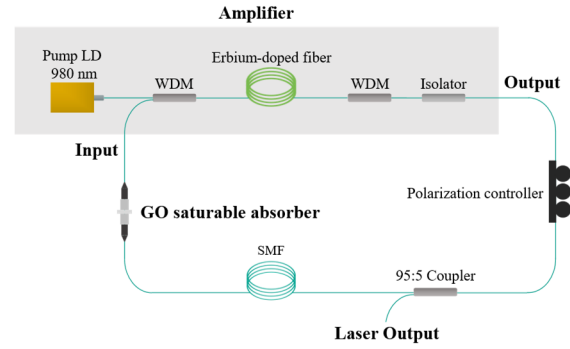 Amplifier
Pump LD
980 nm
WDM
Erbium-doped fiber
WDM
Isolator
Output
Input
Polarization controller
GO saturable absorber
SMF
95:5 Coupler
Laser Output